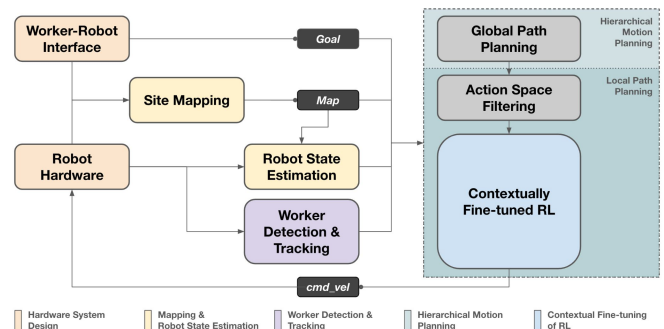 Worker-Robot
Interface
Goal
Global Path
Planning
Hierarchical
Motion
Planning
Local Path
Planning
Site Mapping
Map
Action Space
Filtering
Robot
Hardware
Robot State
Estimation
Contextually
Fine-tuned RL
Worker
Detection &
Tracking
cmd_vel
Hardware System
Design
Mapping &
Robot State Estimation
Worker Detection &
Tracking
Hierarchical Motion
Planning
Contextual Fine-tuning
of RL